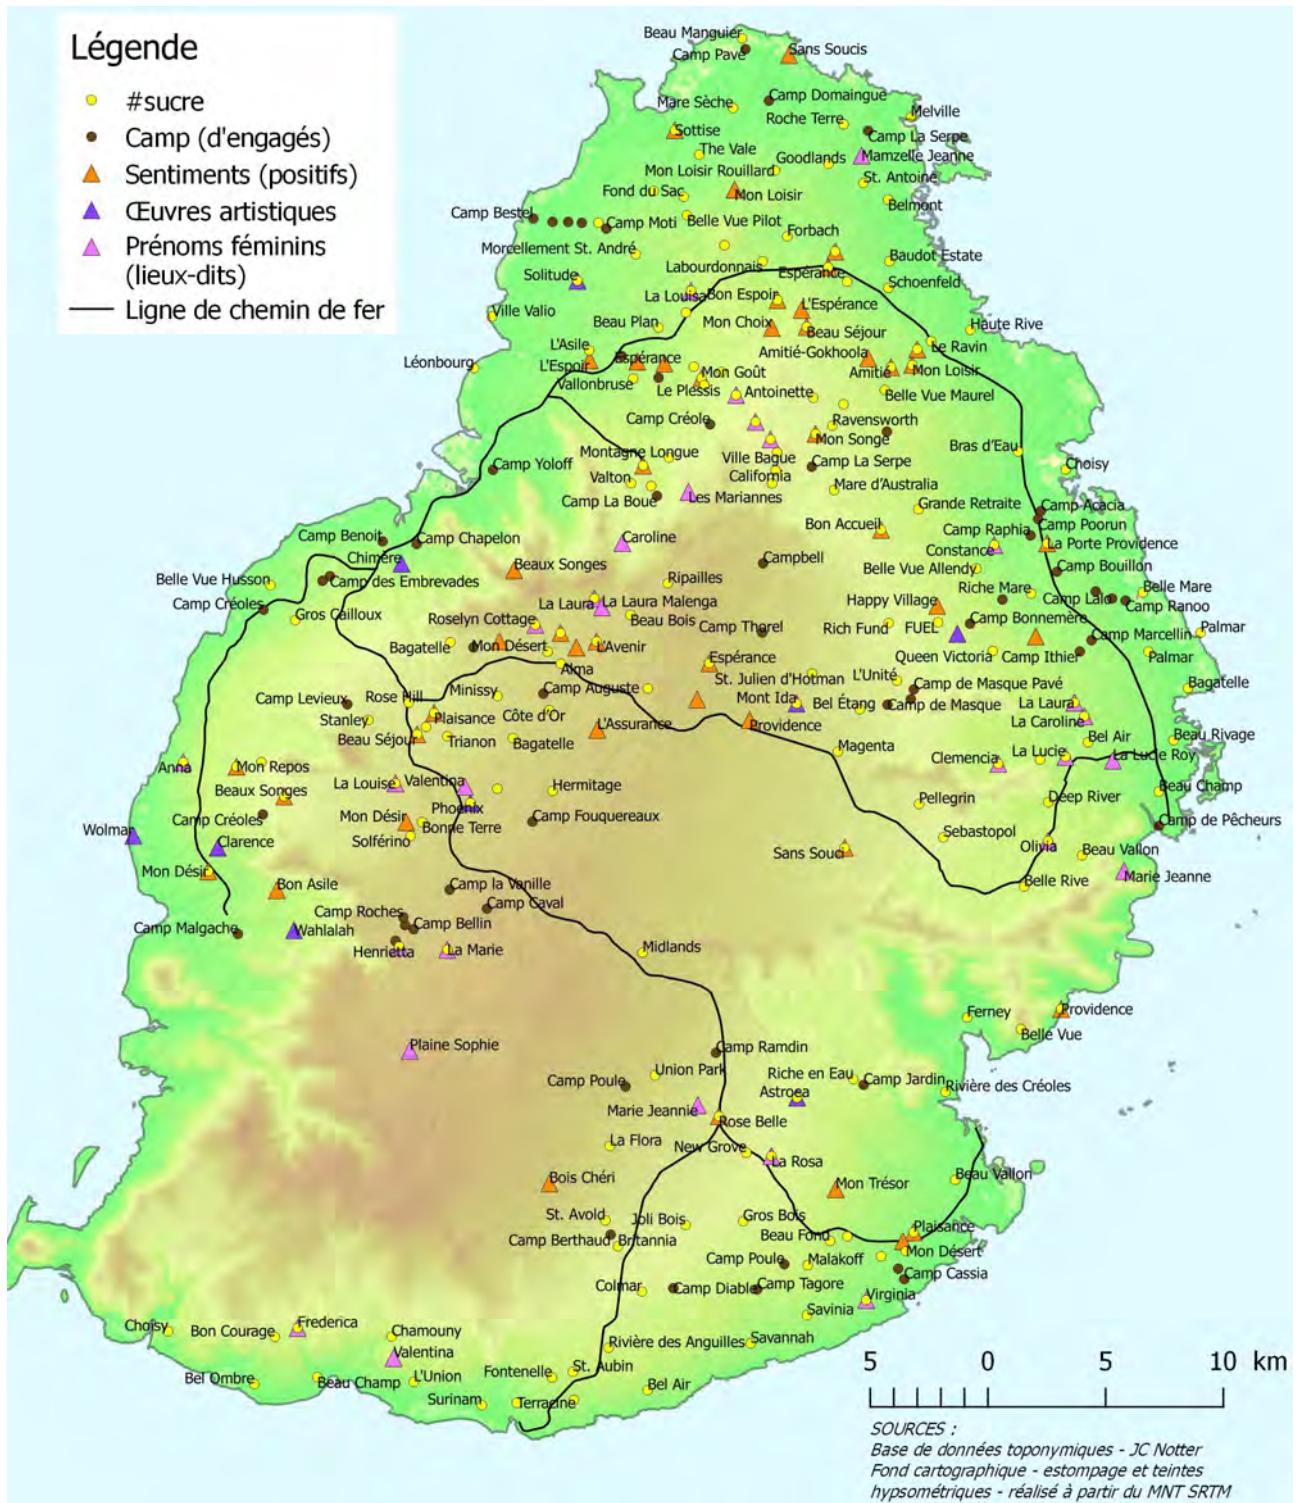 Légende
#sucre
Camp (d'engagés)
Sentiments (positifs)
Œuvres artistiques
Prénoms féminins
(lieux-dits)
Ligne de chemin de fer
Beau Manguier
Camp Pavé
Sans Soucis
Camp Domaingue
Mare Sèche
Roche Terre
Melville
Sottise
Camp La Serpe
The Vale
Goodlands
Mamzelle Jeanne
Mon Loisir Rouillard
St. Antoine
Fond du Sac
Mon Loisir
Belmont
Camp Bestel
Camp Moti
Belle Vue Pilot
Forbach
Morcellement St. André
Baudot Estate
Labourdonnais
Espérance
Solitude
Schoenfeld
La Louisa
Bon Espoir
L'Espérance
Ville Valio
Beau Plan
Mon Choix
Beau Séjour
Haute Rive
L'Asile
Amitié-Gokhoola
Le Ravin
Léonbourg
L'Espoir
Espérance
Mon Goût
Amitié
Mon Loisir
Vallonbruse
Le Plessis
Antoinette
Belle Vue Maurel
Camp Créole
Ravensworth
Mon Songe
Bras d'Eau
Montagne Longue
Ville Bague
Camp La Serpe
Choisy
Camp Yoloff
Valton
California
Mare d'Australia
Camp La Boue
Les Mariannes
Grande Retraite
Camp Acacia
Bon Accueil
Camp Raphia
Camp Poorun
Camp Benoit
Camp Chapelon
Caroline
Constance
La Porte Providence
Chimère
Beaux Songes
Campbell
Belle Vue Allendy
Camp Bouillon
Belle Vue Husson
Camp des Embrevades
Ripailles
Riche Mare
Belle Mare
Camp Créoles
La Laura
La Laura Malenga
Happy Village
Camp Lalo
Camp Ranoo
Gros Cailloux
Roselyn Cottage
Beau Bois
Camp Thorel
Rich Fund
FUEL
Camp Bonnemère
Palmar
Bagatelle
Mon Désert
L'Avenir
Camp Marcellin
Alma
Espérance
Queen Victoria
Camp Ithier
Palmar
St. Julien d'Hotman
L'Unité
Camp de Masque Pavé
Bagatelle
Camp Levieux
Rose Hill
Minissy
Camp Auguste
Mont Ida
Bel Étang
Camp de Masque
La Laura
Stanley
Plaisance
Côte d'Or
L'Assurance
Providence
La Caroline
Beau Séjour
Trianon
Bagatelle
Magenta
Bel Air
Beau Rivage
Anna
Mon Repos
La Louise
Valentina
Hermitage
Clemencia
La Lucie
La Lucie Roy
Beaux Songes
Phoenix
Pellegrin
Deep River
Beau Champ
Camp Créoles
Mon Désir
Bonne Terre
Camp Fouquereaux
Camp de Pêcheurs
Wolmar
Clarence
Solférino
Sans Souci
Sebastopol
Olivia
Beau Vallon
Mon Désir
Bon Asile
Camp la Vanille
Belle Rive
Marie Jeanne
Camp Roches
Camp Caval
Camp Malgache
Wahlalah
Camp Bellin
Henrietta
La Marie
Midlands
Ferney
Providence
Belle Vue
Plaine Sophie
Camp Ramdin
Camp Poule
Union Park
Riche en Eau
Camp Jardin
Rivière des Créoles
Astroea
Marie Jeannie
Rose Belle
La Flora
New Grove
La Rosa
Bois Chéri
Mon Trésor
Beau Vallon
St. Avold
Joli Bois
Gros Bois
Plaisance
Camp Berthaud
Britannia
Beau Fond
Mon Désert
Camp Poule
Malakoff
Camp Cassia
Colmar
Camp Diable
Camp Tagore
Virginia
Savinia
Choisy
Bon Courage
Frederica
Chamouny
Rivière des Anguilles
Savannah
Valentina
Bel Ombre
Beau Champ
L'Union
Fontenelle
St. Aubin
Bel Air
Surinam
Terracine
5 0 5 10 km
SOURCES :
Base de données toponymiques - JC Notter
Fond cartographique - estompage et teintes
hypsométriques - réalisé à partir du MNT SRTM